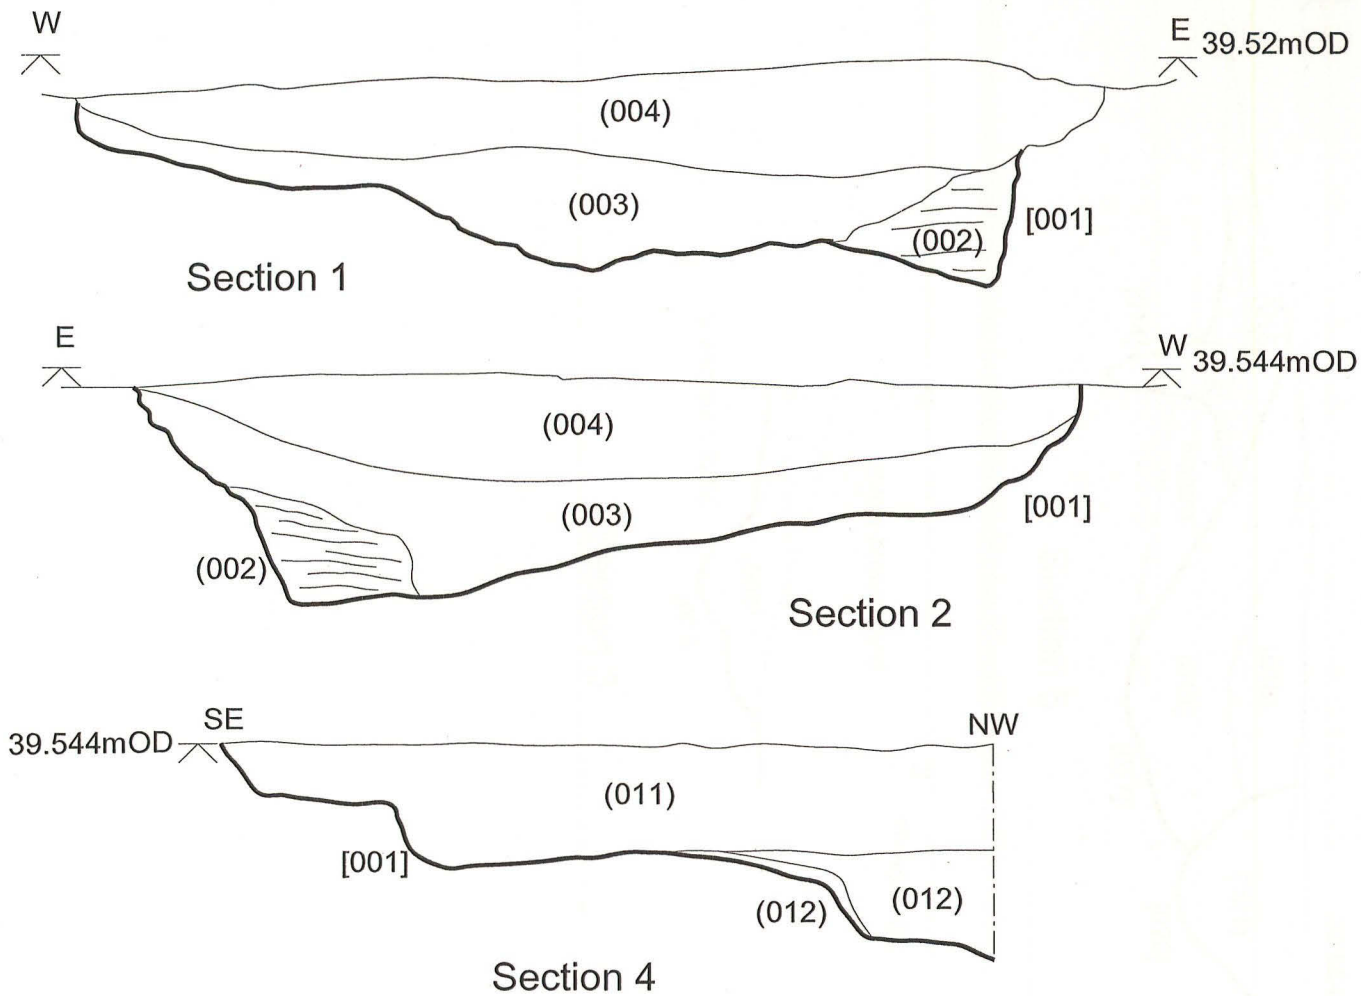 W
E 39.52mOD
(004)
(003)
[001]
(002)
Section 1
E
W 39.544mOD
(004)
(003)
[001]
(002)
Section 2
SE
NW
39.544mOD
(011)
[001]
(012)
(012)
Section 4